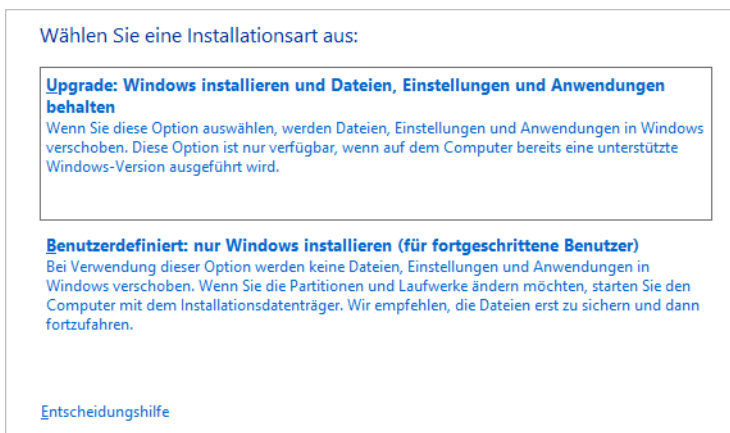 Wählen Sie eine Installationsart aus:
Upgrade: Windows installieren und Dateien, Einstellungen und Anwendungen
behalten
Wenn Sie diese Option auswählen, werden Dateien, Einstellungen und Anwendungen in Windows
verschoben. Diese Option ist nur verfügbar, wenn auf dem Computer bereits eine unterstützte
Windows-Version ausgeführt wird.
Benutzerdefiniert: nur Windows installieren (für fortgeschrittene Benutzer)
Bei Verwendung dieser Option werden keine Dateien, Einstellungen und Anwendungen in
Windows verschoben. Wenn Sie die Partitionen und Laufwerke ändern möchten, starten Sie den
Computer mit dem Installationsdatenträger. Wir empfehlen, die Dateien erst zu sichern und dann
fortzufahren.
Entscheidungshilfe